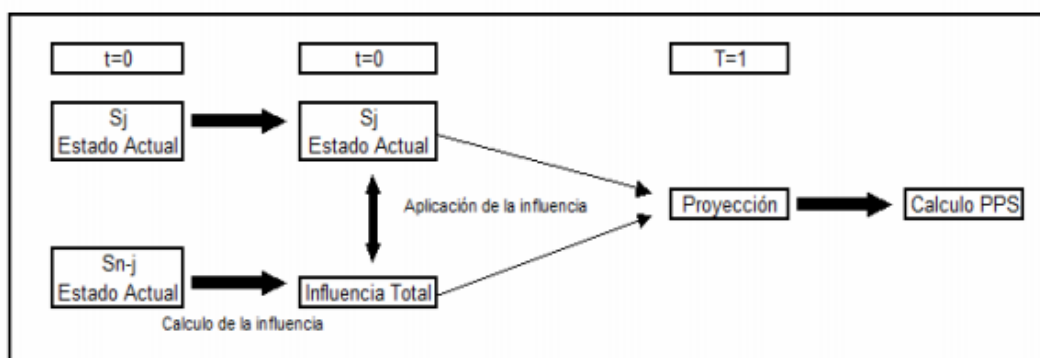 t=0
t=0
T=1
Sj
Estado Actual
Sj
Estado Actual
Aplicación de la influencia
Proyección
Calculo PPS
Sn-j
Estado Actual
Influencia Total
Calculo de la influencia